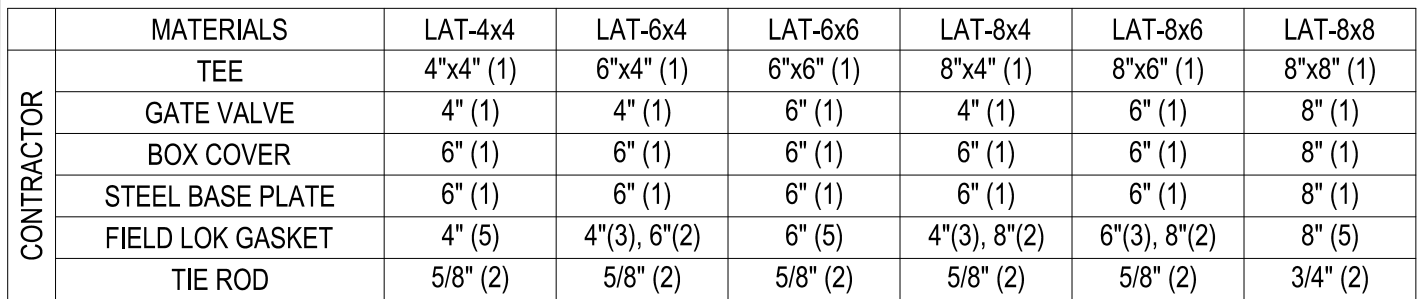 MATERIALS LAT-4x4 LAT-6x4 LAT-6x6 LAT-8x4 LAT-8x6 LAT-8x8
CONTRACTOR
TEE 4"x4" (1) 6"x4" (1) 6"x6" (1) 8"x4" (1) 8"x6" (1) 8"x8" (1)
GATE VALVE 4" (1) 4" (1) 6" (1) 4" (1) 6" (1) 8" (1)
BOX COVER 6" (1) 6" (1) 6" (1) 6" (1) 6" (1) 8" (1)
STEEL BASE PLATE 6" (1) 6" (1) 6" (1) 6" (1) 6" (1) 8" (1)
FIELD LOK GASKET 4" (5) 4"(3), 6"(2) 6" (5) 4"(3), 8"(2) 6"(3), 8"(2) 8" (5)
TIE ROD 5/8" (2) 5/8" (2) 5/8" (2) 5/8" (2) 5/8" (2) 3/4" (2)